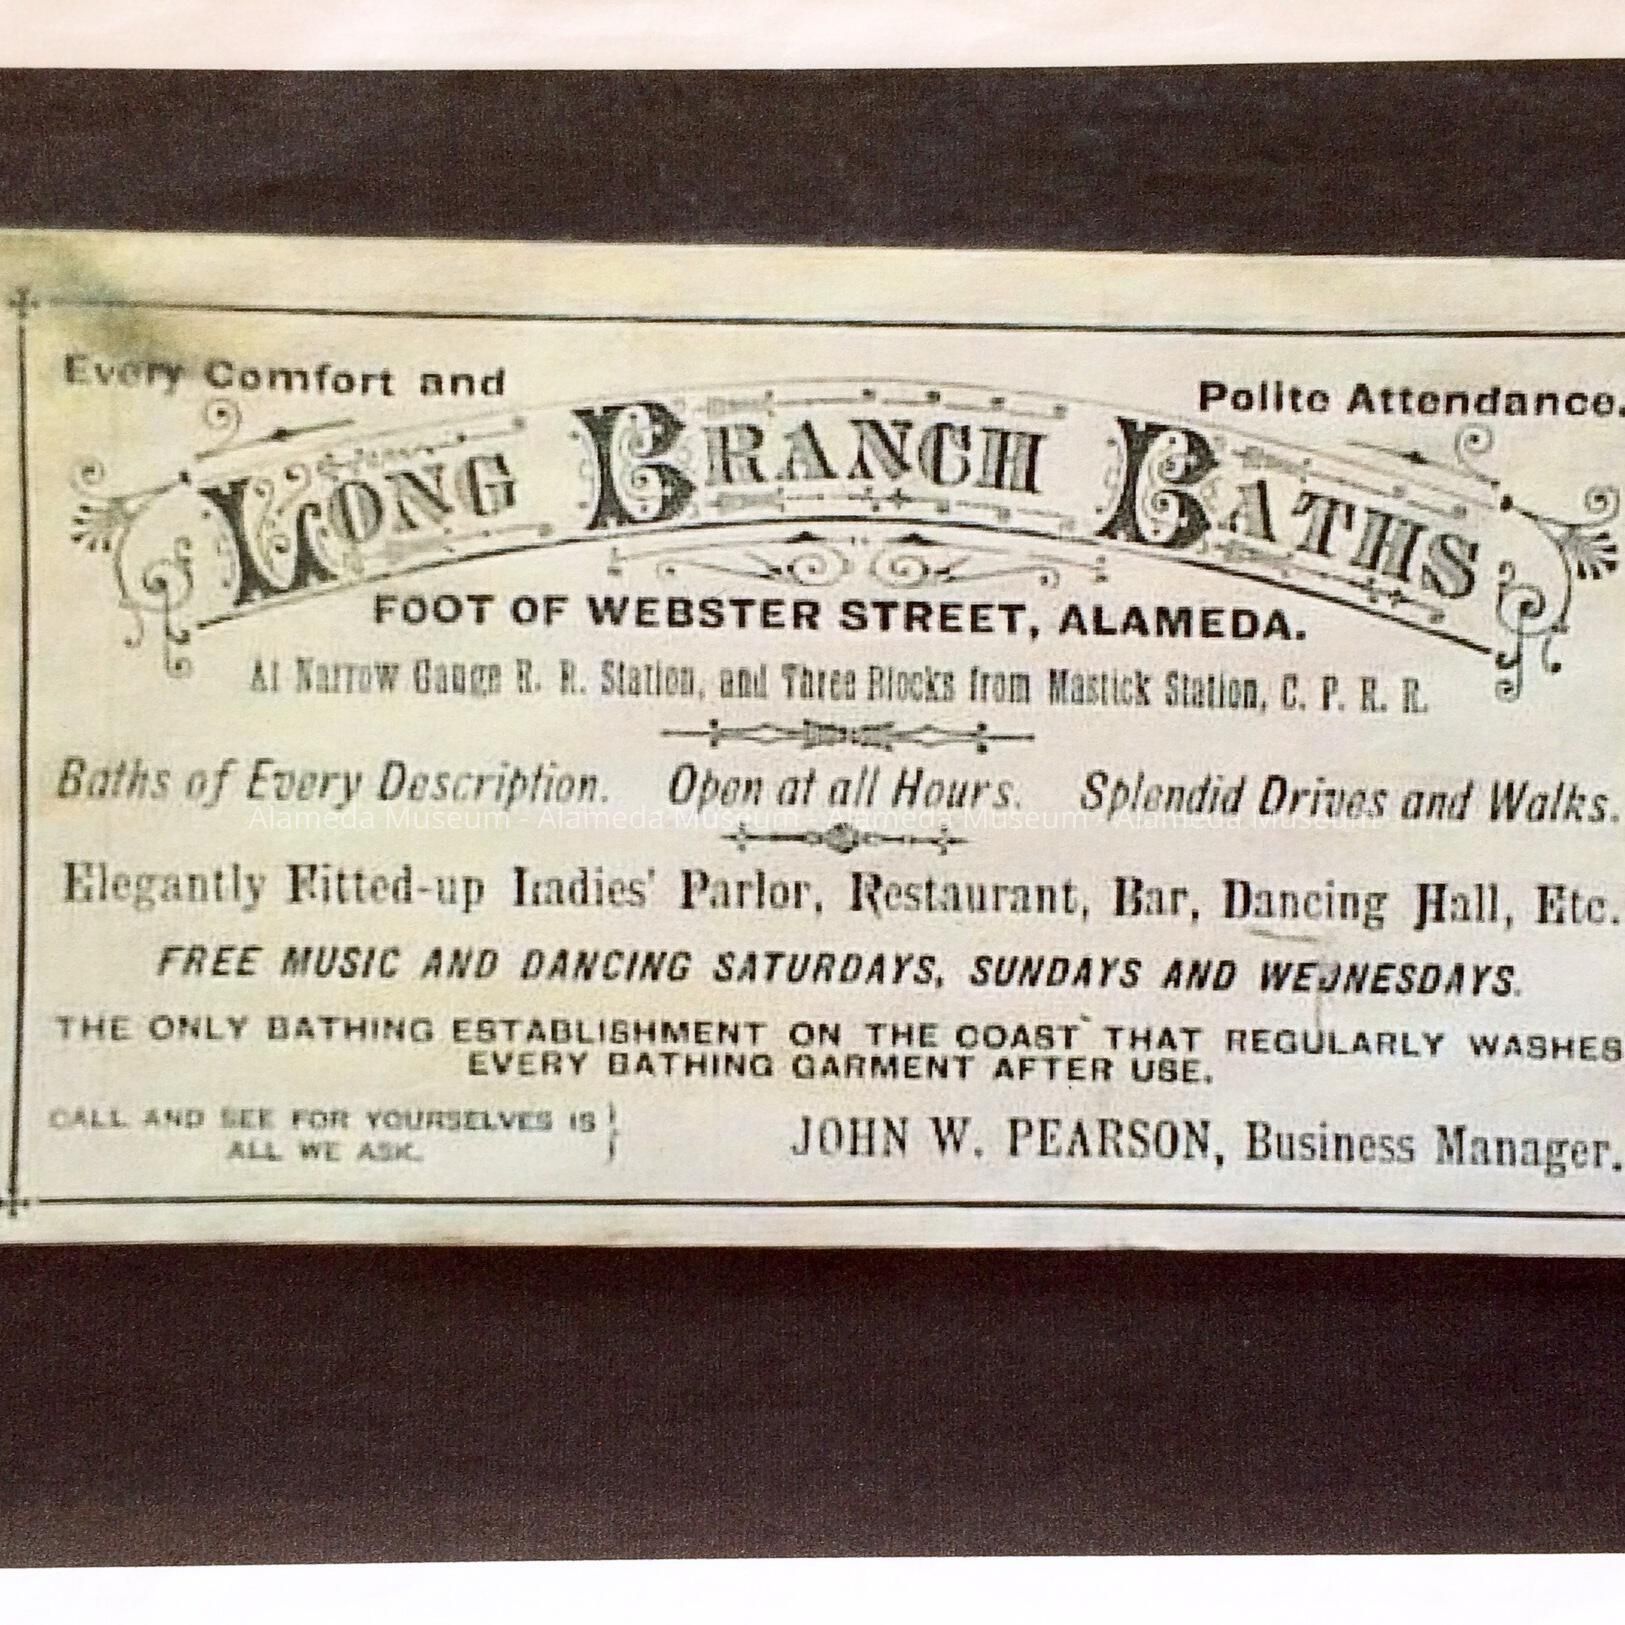 Every Comfort and Polite Attendance.
LONG BRANCH BATHS
FOOT OF WEBSTER STREET, ALAMEDA.
At Narrow Gauge R. R. Station, and Three Blocks from Mastick Station, C. P. R. R.
Baths of Every Description. Open at all Hours. Splendid Drives and Walks.
Alameda Museum - Alameda Museum - Alameda Museum - Alameda Museum
Elegantly Fitted-up Ladies' Parlor, Restaurant, Bar, Dancing Hall, Etc.
FREE MUSIC AND DANCING SATURDAYS, SUNDAYS AND WEDNESDAYS.
THE ONLY BATHING ESTABLISHMENT ON THE COAST THAT REGULARLY WASHES
EVERY BATHING GARMENT AFTER USE.
CALL AND SEE FOR YOURSELVES IS
ALL WE ASK.
JOHN W. PEARSON, Business Manager.